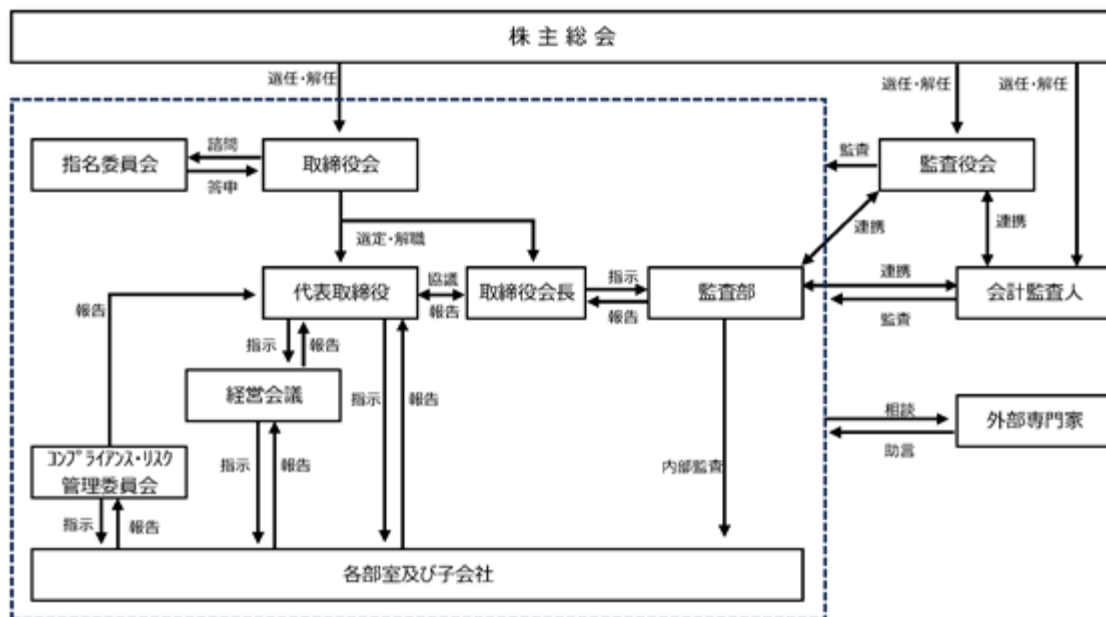 株主総会
選任・解任
選任・解任
選任・解任
指名委員会
諮問
答申
取締役会
監査
監査役会
選定・解職
連携
連携
代表取締役
協議
報告
取締役会長
指示
報告
監査部
連携
監査
会計監査人
報告
指示
報告
経営会議
指示
報告
相談
助言
外部専門家
コンプライアンス・リスク
管理委員会
指示
報告
内部監査
指示
報告
各部室及び子会社